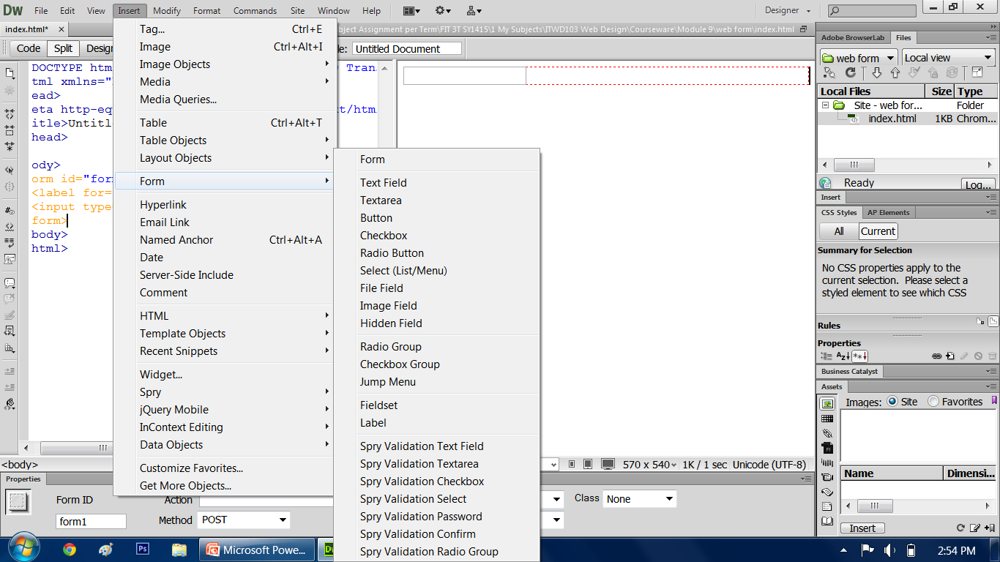 Dw File Edit View Insert Modify Format Commands Site Window Help Designer
index.html* bject Assignment per Term\FIT 3T SY1415\1 My Subjects\ITWD103 Web Design\Courseware\Module 9\web form\index.html
Code Split Design
Untitled Document
DOCTYPE htm
Trans
tml xmlns="
ead>
eta http-equ
xt/html
itle>Untitl
head>
ody>
orm id="form
<label for=
<input type
form>
body>
html>
Tag... Ctrl+E
Image Ctrl+Alt+I
Image Objects
Media
Media Queries...
Table Ctrl+Alt+T
Table Objects
Layout Objects
Form
Hyperlink
Email Link
Named Anchor Ctrl+Alt+A
Date
Server-Side Include
Comment
HTML
Template Objects
Recent Snippets
Widget...
Spry
jQuery Mobile
InContext Editing
Data Objects
Customize Favorites...
Get More Objects...
Form
Text Field
Textarea
Button
Checkbox
Radio Button
Select (List/Menu)
File Field
Image Field
Hidden Field
Radio Group
Checkbox Group
Jump Menu
Fieldset
Label
Spry Validation Text Field
Spry Validation Textarea
Spry Validation Checkbox
Spry Validation Select
Spry Validation Password
Spry Validation Confirm
Spry Validation Radio Group
Adobe BrowserLab Files
web form Local view
Local Files Size Type
Site - web for... Folder
index.html 1KB Chrom...
Ready Log...
Insert
CSS Styles AP Elements
All Current
Summary for Selection
No CSS properties apply to the
current selection. Please select a
styled element to see which CSS
Rules
Properties
Business Catalyst
Assets
Images: Site Favorites
Name Dimensi...
Insert
<body> 570 x 540 1K / 1 sec Unicode (UTF-8)
Properties
Form ID Action Class None
form1 Method POST
Ps Microsoft Powe... Dw 2:54 PM